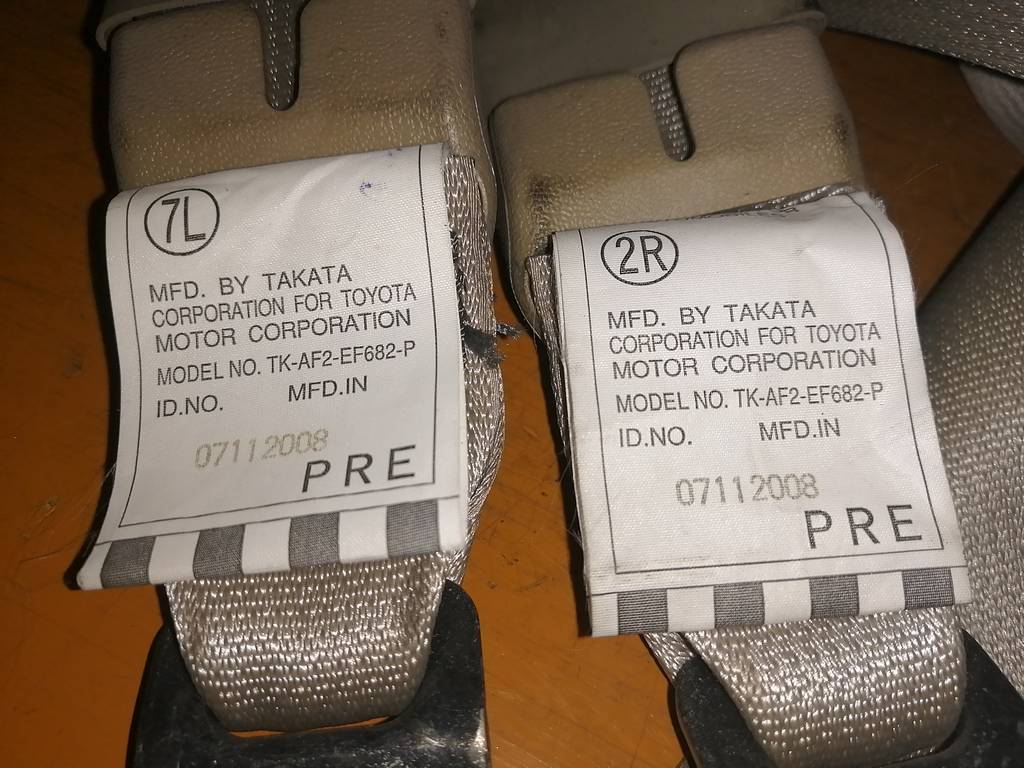 7L
MFD. BY TAKATA
CORPORATION FOR TOYOTA
MOTOR CORPORATION
MODEL NO. TK-AF2-EF682-P
ID.NO. MFD.IN
07112008
PRE
2R
MFD. BY TAKATA
CORPORATION FOR TOYOTA
MOTOR CORPORATION
MODEL NO. TK-AF2-EF682-P
ID.NO. MFD.IN
07112008
PRE